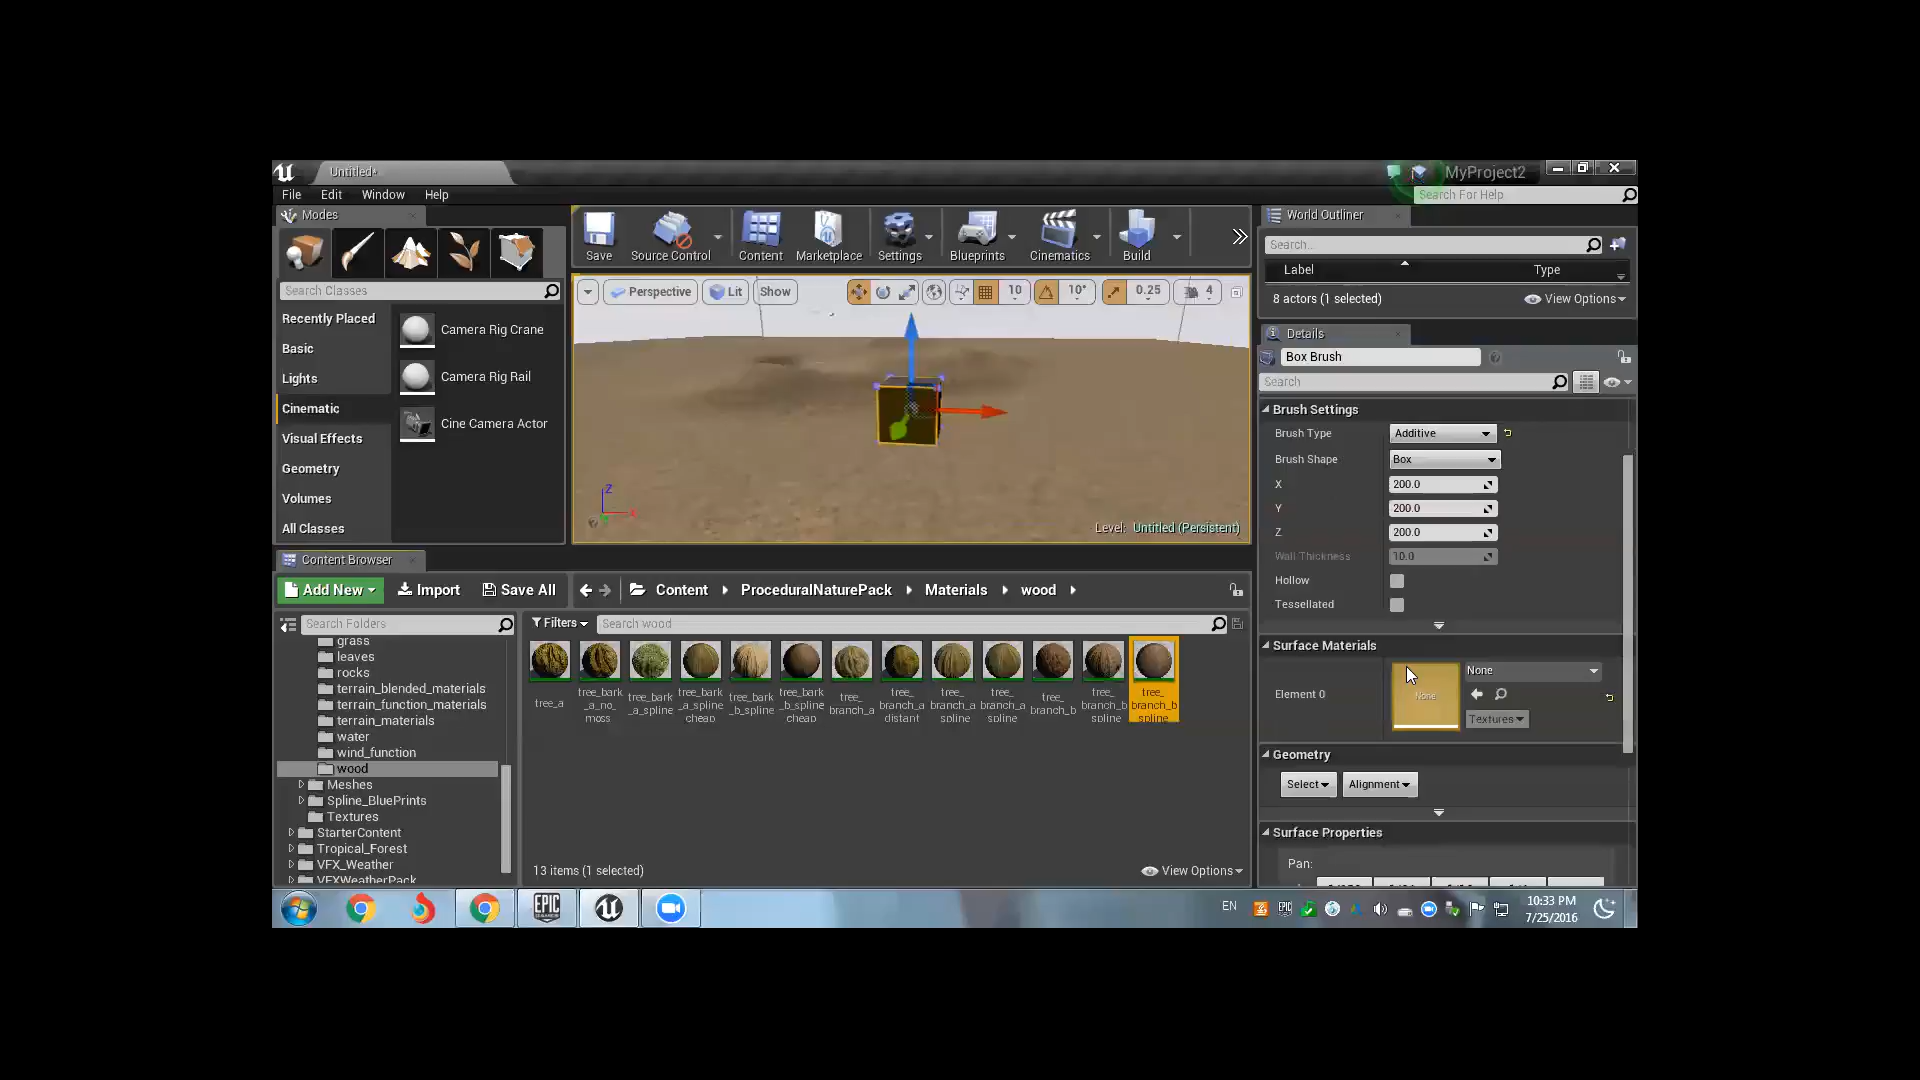 Untitled*
MyProject2
File Edit Window Help
Search For Help
Modes
Search Classes
Recently Placed
Basic
Lights
Cinematic
Visual Effects
Geometry
Volumes
All Classes
Camera Rig Crane
Camera Rig Rail
Cine Camera Actor
Save Source Control Content Marketplace Settings Blueprints Cinematics Build
Perspective Lit Show 10 10° 0.25 4
Z
X
Level: Untitled (Persistent)
World Outliner
Search...
Label Type
8 actors (1 selected) View Options
Details
Box Brush
Search
Brush Settings
Brush Type Additive
Brush Shape Box
X 200.0
Y 200.0
Z 200.0
Wall Thickness 10.0
Hollow
Tessellated
Surface Materials
Element 0 None None
Textures
Geometry
Select Alignment
Surface Properties
Pan:
Content Browser
Add New Import Save All Content ProceduralNaturePack Materials wood
Search Folders
Filters Search wood
grass
leaves
rocks
terrain_blended_materials
terrain_function_materials
terrain_materials
water
wind_function
wood
Meshes
Spline_BluePrints
Textures
StarterContent
Tropical_Forest
VFX_Weather
VFXWeatherPack
tree_a
tree_bark_a_no_moss
tree_bark_a_spline
tree_bark_a_spline_cheap
tree_bark_b_spline
tree_bark_b_spline_cheap
tree_branch_a
tree_branch_a_distant
tree_branch_a_spline
tree_branch_a_spline
tree_branch_b
tree_branch_b_spline
tree_branch_b_spline
13 items (1 selected) View Options
EPIC GAMES
EN
10:33 PM
7/25/2016